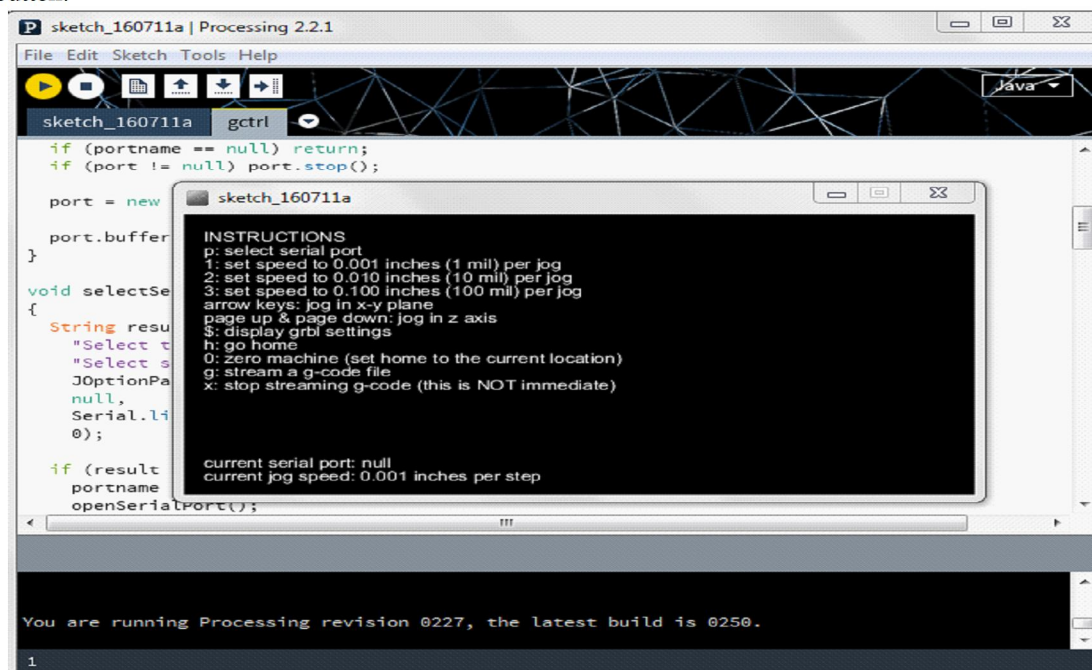 sketch_160711a | Processing 2.2.1
File Edit Sketch Tools Help
Java
sketch_160711a gctrl
if (portname == null) return;
if (port != null) port.stop();
port = new
port.buffer
}
void selectSe
{
String resu
"Select t
"Select s
JOptionPa
null,
Serial.li
0);
if (result
portname
openSerialPort();
sketch_160711a
INSTRUCTIONS
p: select serial port
1: set speed to 0.001 inches (1 mil) per jog
2: set speed to 0.010 inches (10 mil) per jog
3: set speed to 0.100 inches (100 mil) per jog
arrow keys: jog in x-y plane
page up & page down: jog in z axis
$: display grbl settings
h: go home
0: zero machine (set home to the current location)
g: stream a g-code file
x: stop streaming g-code (this is NOT immediate)
current serial port: null
current jog speed: 0.001 inches per step
You are running Processing revision 0227, the latest build is 0250.
1